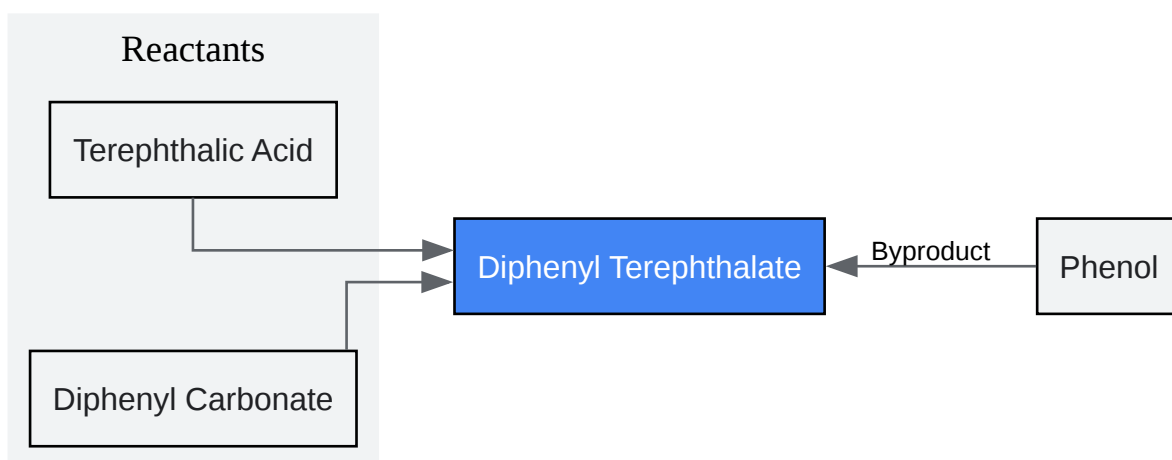 Reactants
Terephthalic Acid
Diphenyl Terephthalate
Byproduct
Phenol
Diphenyl Carbonate